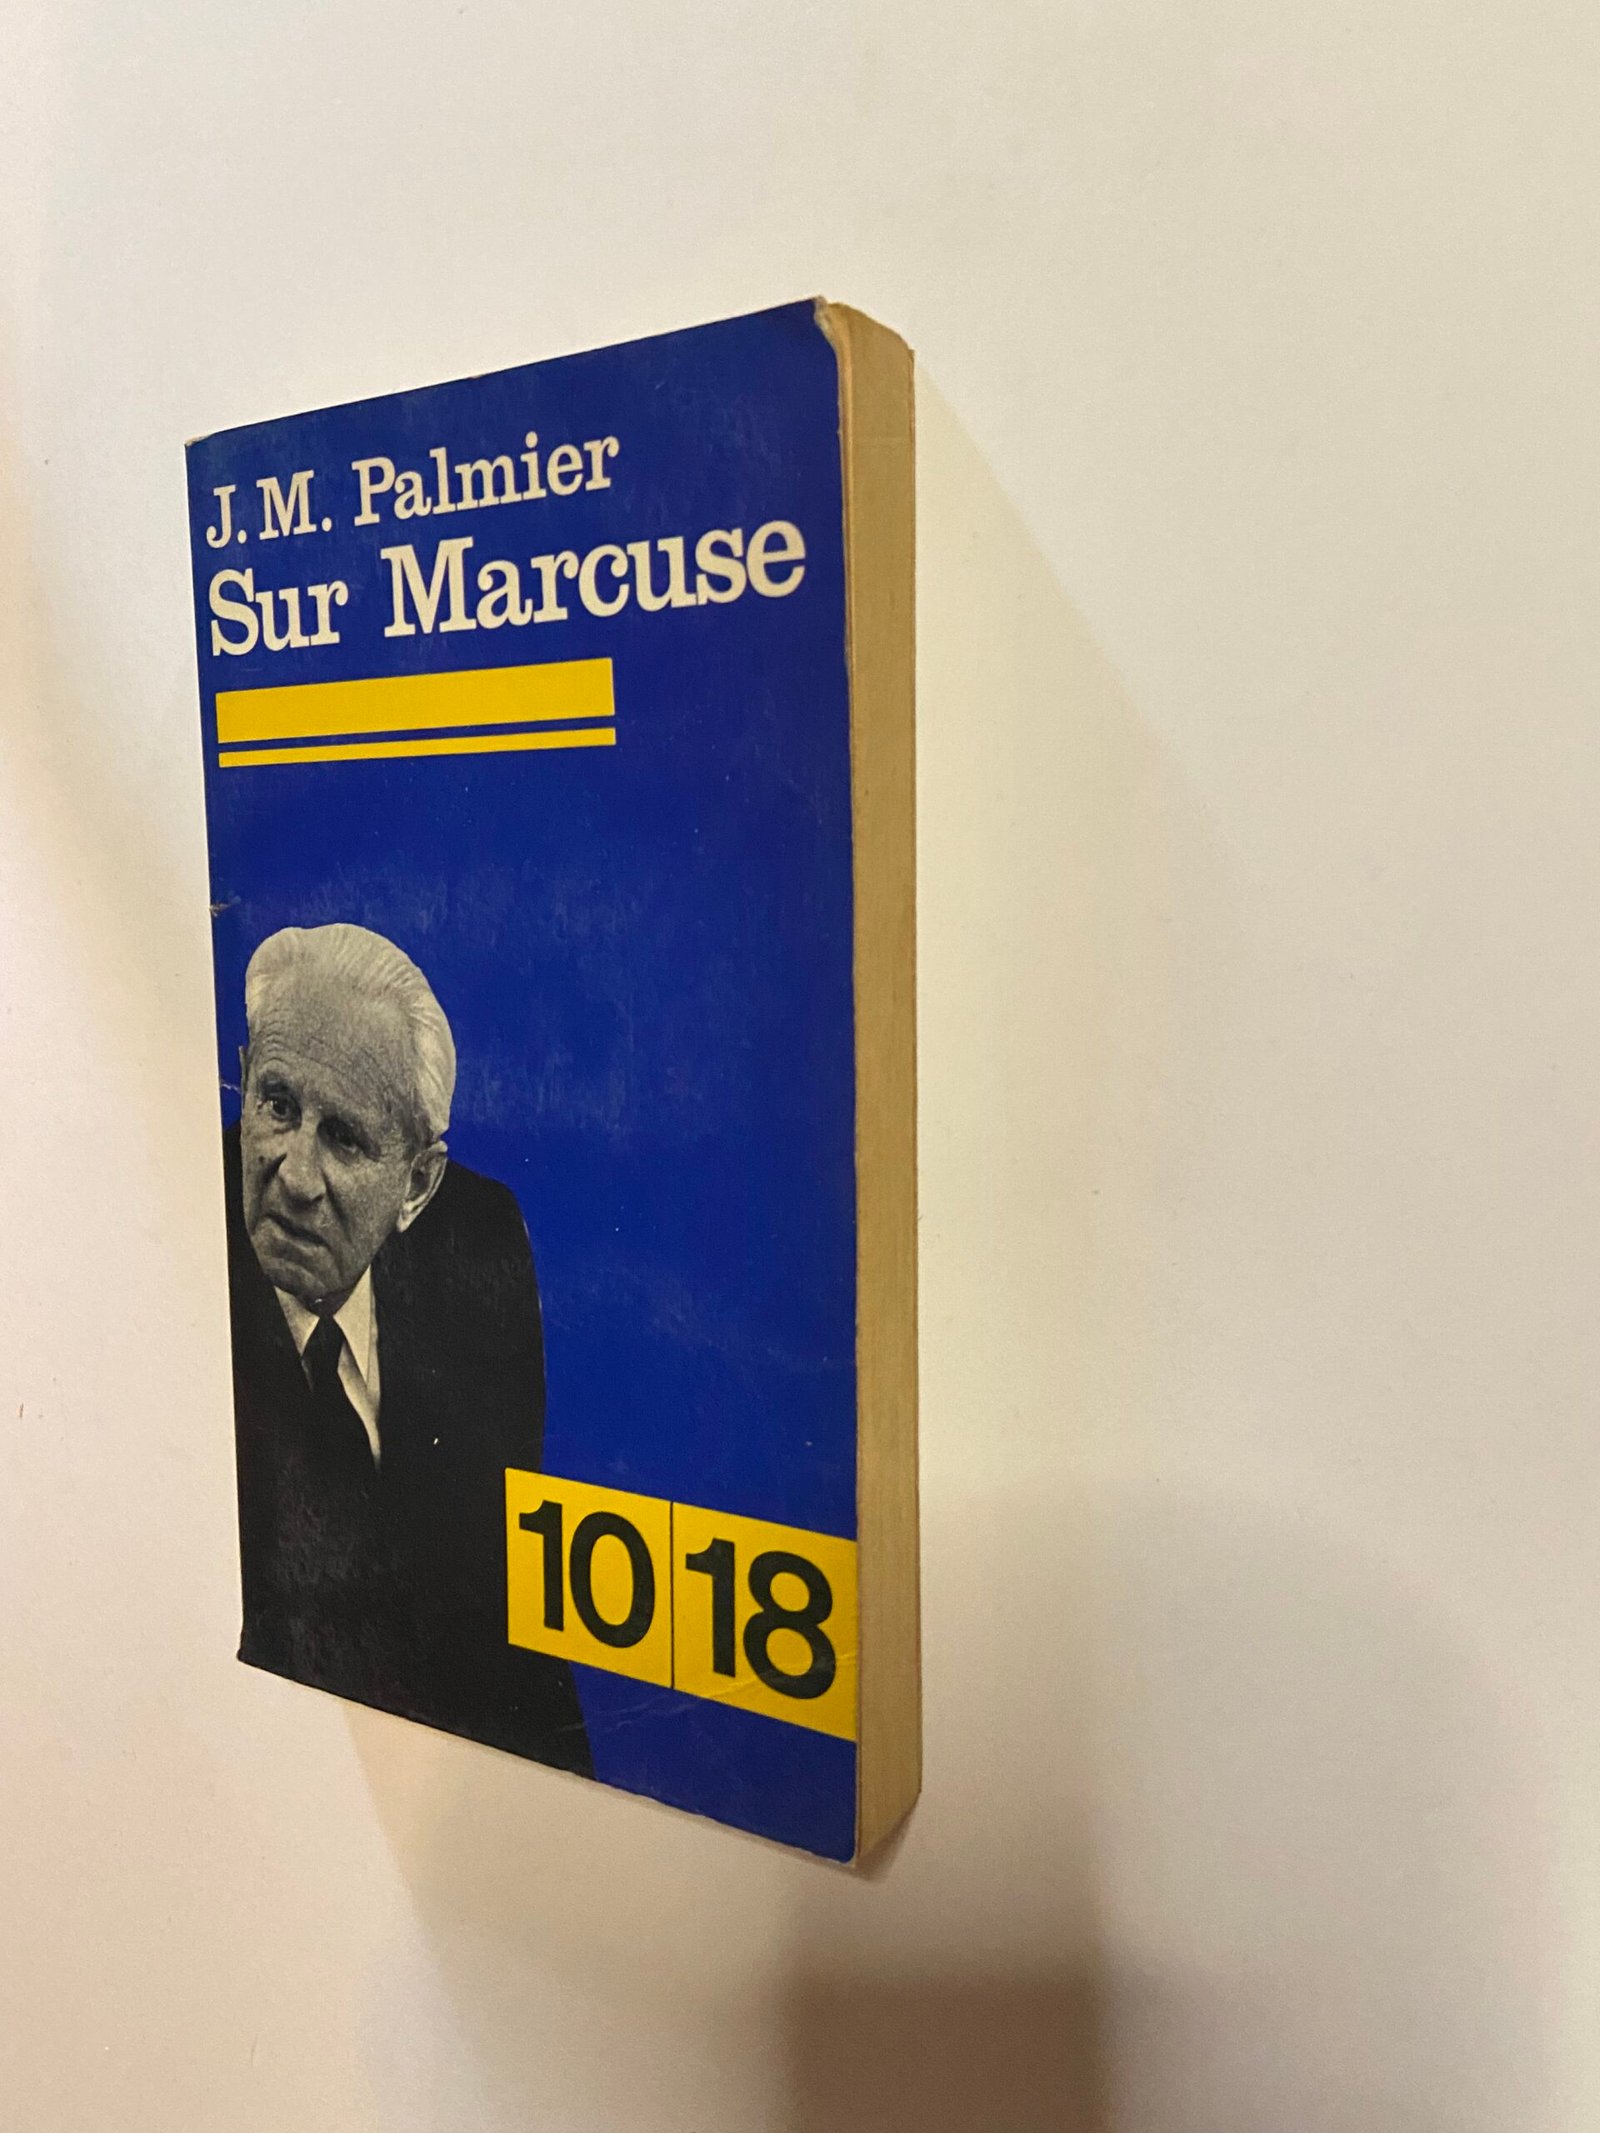 J. M. Palmier
Sur Marcuse
10 18